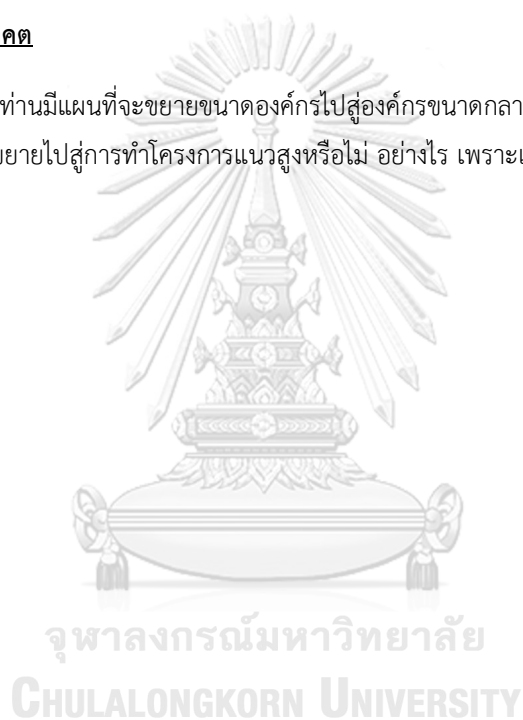 คต
ท่านมีแผนที่จะขยายขนาดองค์กรไปสู่องค์กรขนาดกลา
ยายไปสู่การทำโครงการแนวสูงหรือไม่ อย่างไร เพราะเ
จุฬาลงกรณ์มหาวิทยาลัย
CHULALONGKORN UNIVERSITY